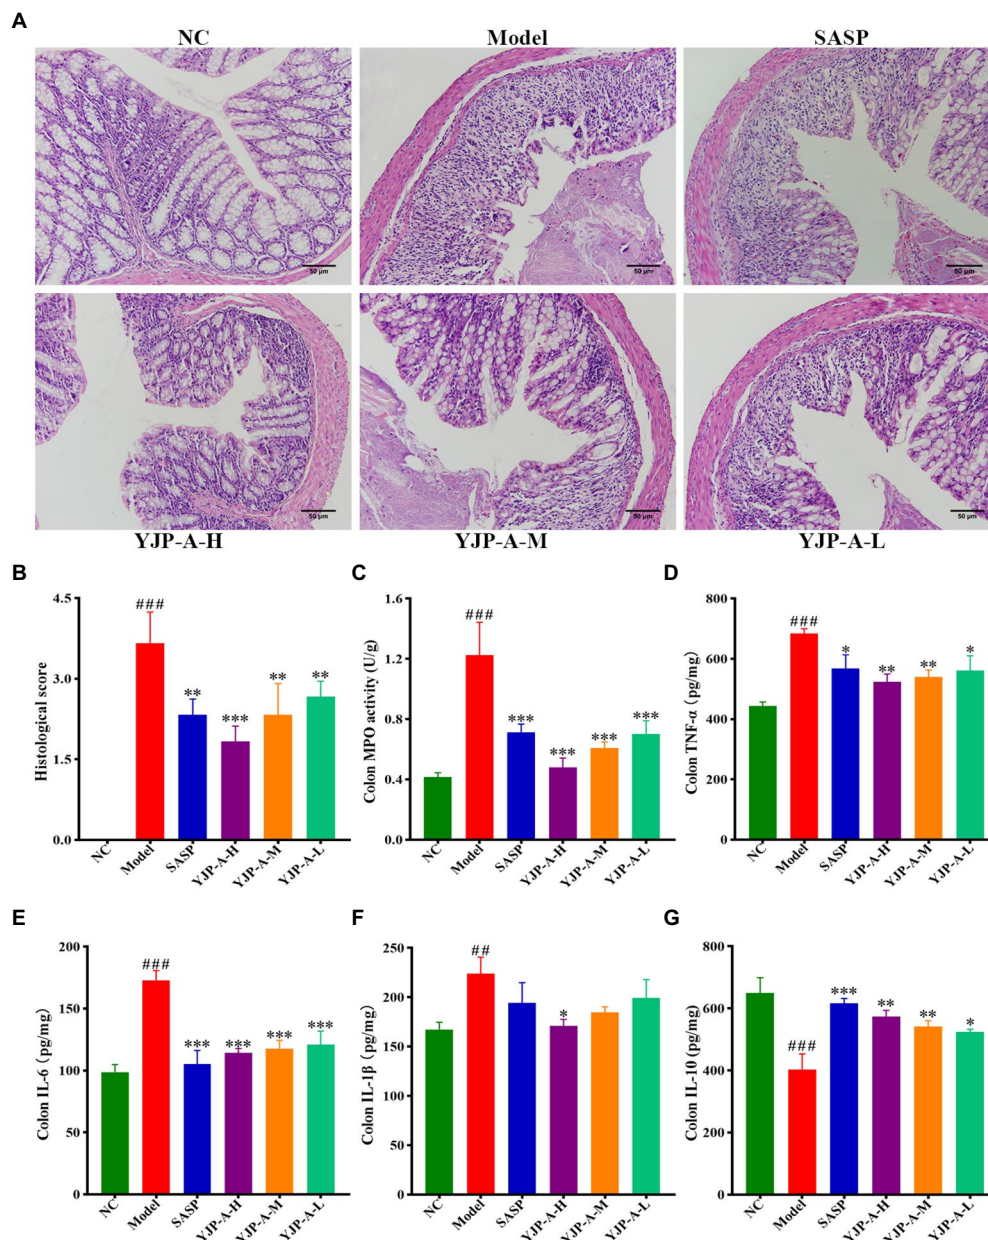 A
NC Model SASP
50 μm 50 μm 50 μm
50 μm 50 μm 50 μm
YJP-A-H YJP-A-M YJP-A-L
B
Histological score
4.5
3.0
1.5
0.0
###
**
***
**
**
NC Model SASP YJP-A-H YJP-A-M YJP-A-L
C
Colon MPO activity (U/g)
1.6
1.2
0.8
0.4
0.0
###
***
***
***
***
NC Model SASP YJP-A-H YJP-A-M YJP-A-L
D
Colon TNF-α (pg/mg)
800
600
400
200
0
###
*
**
**
*
NC Model SASP YJP-A-H YJP-A-M YJP-A-L
E
Colon IL-6 (pg/mg)
200
150
100
50
0
###
***
***
***
***
NC Model SASP YJP-A-H YJP-A-M YJP-A-L
F
Colon IL-1β (pg/mg)
250
200
150
100
50
0
##
*
NC Model SASP YJP-A-H YJP-A-M YJP-A-L
G
Colon IL-10 (pg/mg)
800
600
400
200
0
###
***
**
**
*
NC Model SASP YJP-A-H YJP-A-M YJP-A-L